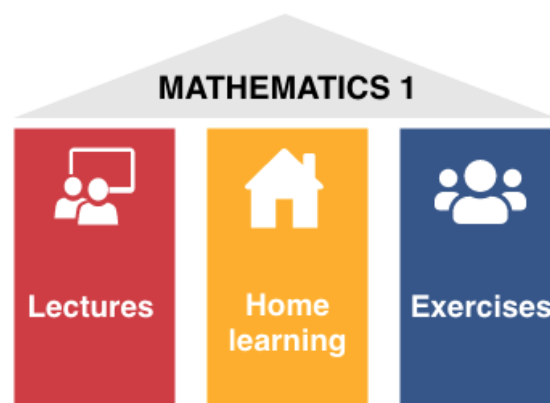 MATHEMATICS 1
Lectures
Home
learning
Exercises